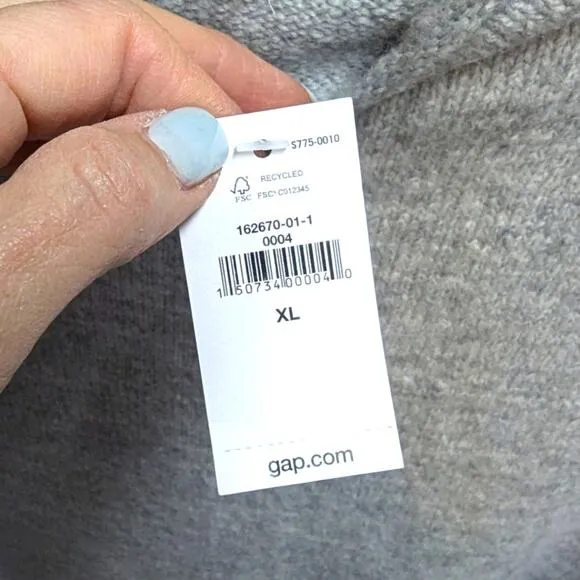 S775-0010
RECYCLED
FSC
FSC® C012345
162670-01-1
0004
1 50734 00004 0
XL
gap.com